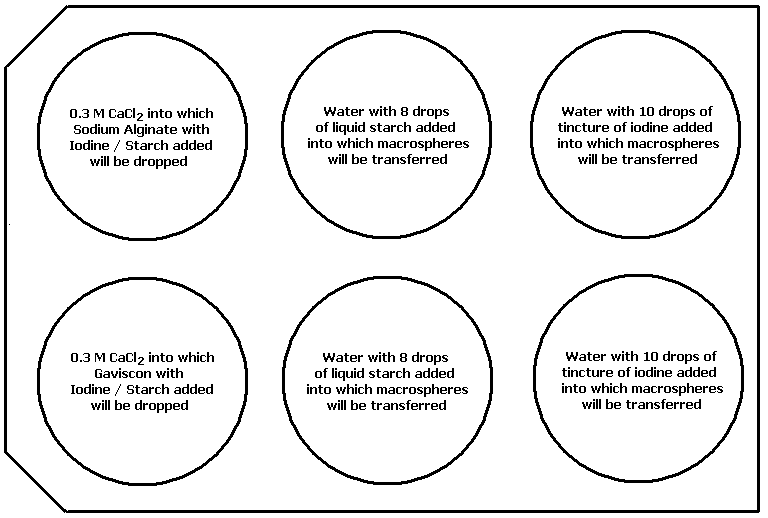 0.3 M CaCl2 into which
Sodium Alginate with
Iodine / Starch added
will be dropped
Water with 8 drops
of liquid starch added
into which macrospheres
will be transferred
Water with 10 drops of
tincture of iodine added
into which macrospheres
will be transferred
0.3 M CaCl2 into which
Gaviscon with
Iodine / Starch added
will be dropped
Water with 8 drops
of liquid starch added
into which macrospheres
will be transferred
Water with 10 drops of
tincture of iodine added
into which macrospheres
will be transferred